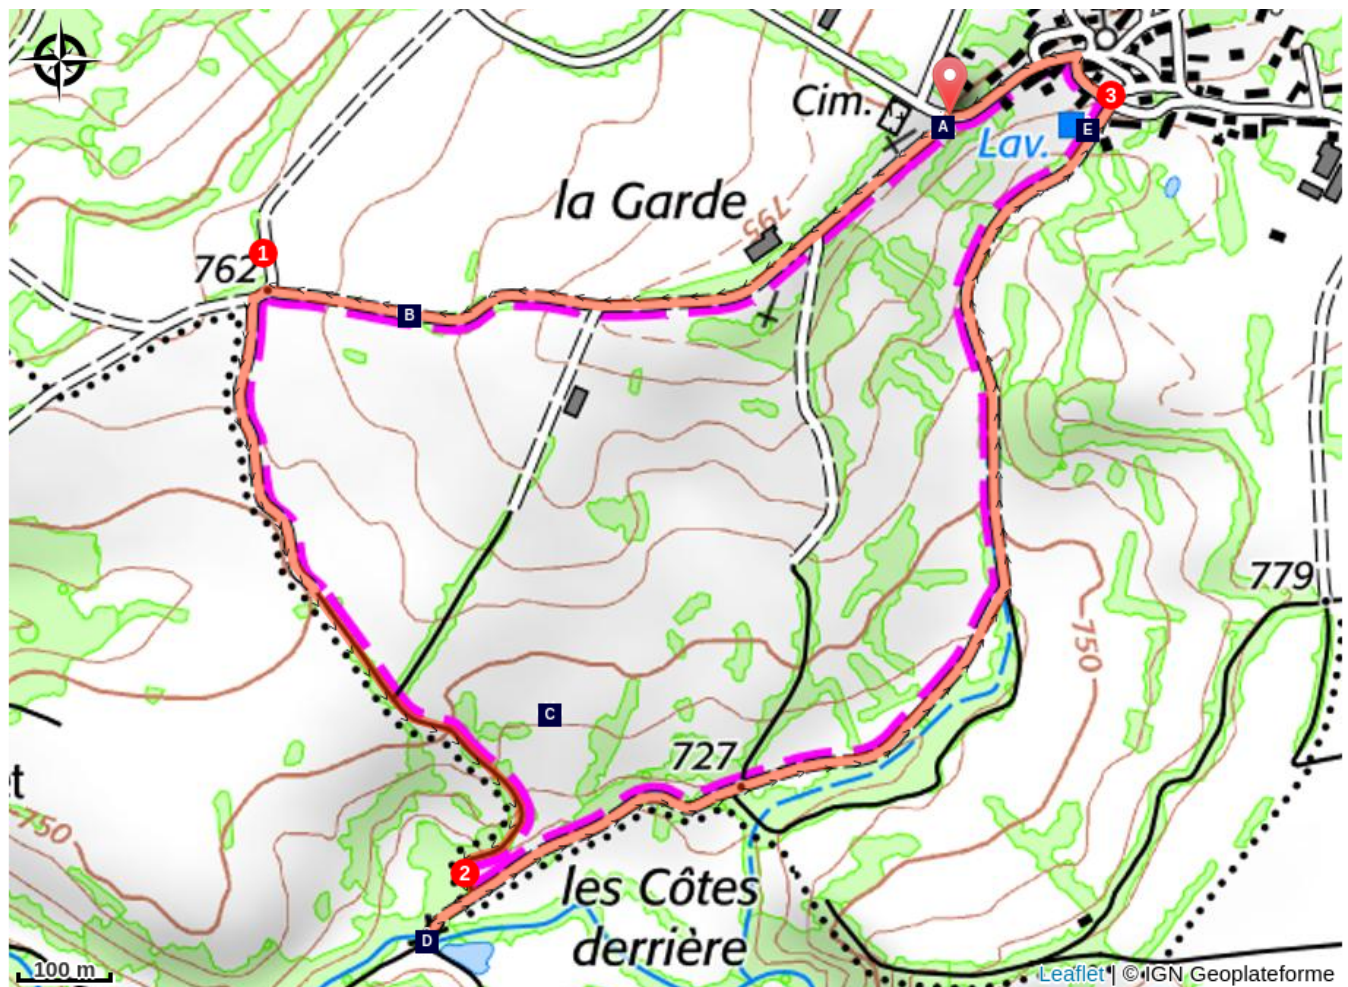 3
Cim.
A
E
Lav.
la Garde
795
1
762
B
779
750
C
727
t
750
2
les Côtes
derrière
D
100 m
Leaflet | © IGN Geoplateforme